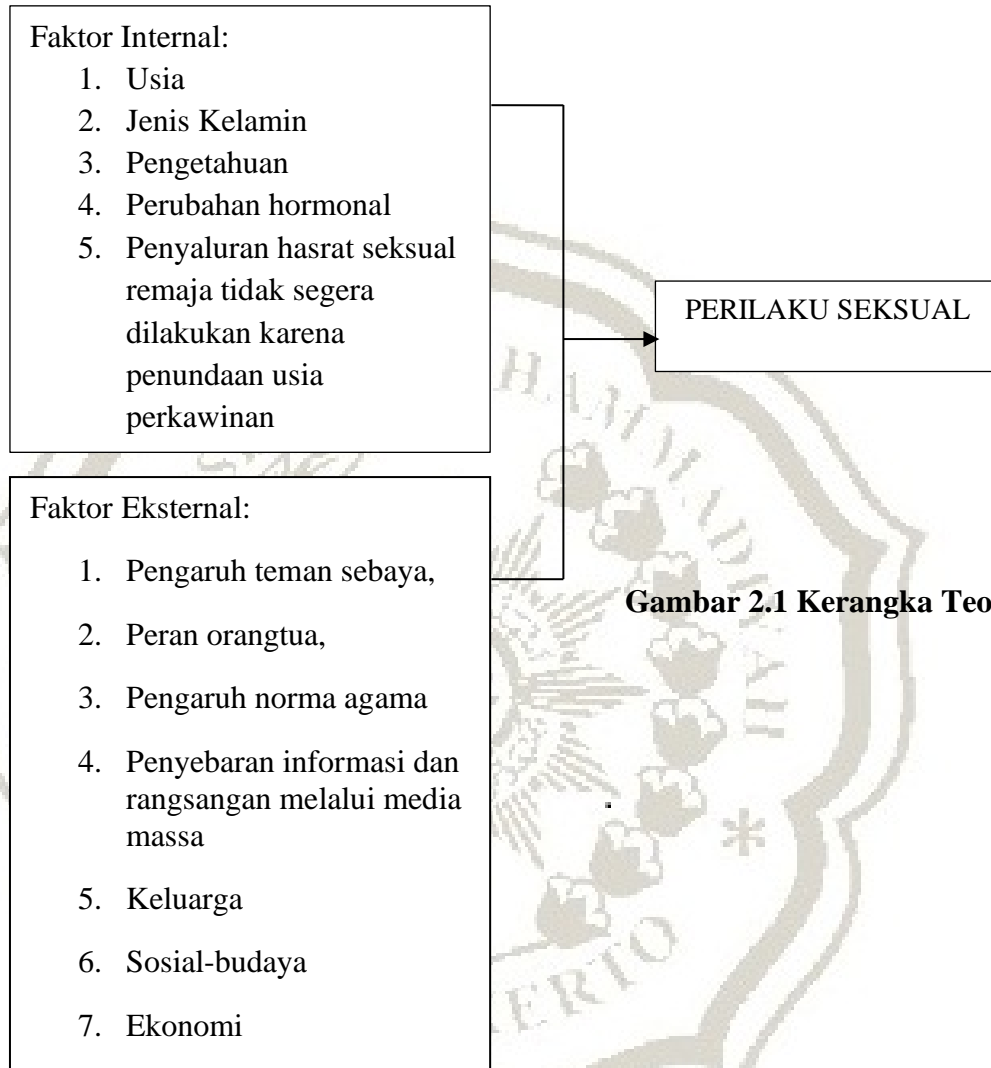 Faktor Internal:
1. Usia
2. Jenis Kelamin
3. Pengetahuan
4. Perubahan hormonal
5. Penyaluran hasrat seksual
remaja tidak segera
dilakukan karena
penundaan usia
perkawinan
PERILAKU SEKSUAL
Faktor Eksternal:
1. Pengaruh teman sebaya,
2. Peran orangtua,
3. Pengaruh norma agama
4. Penyebaran informasi dan
rangsangan melalui media
massa
5. Keluarga
6. Sosial-budaya
7. Ekonomi
Gambar 2.1 Kerangka Teo